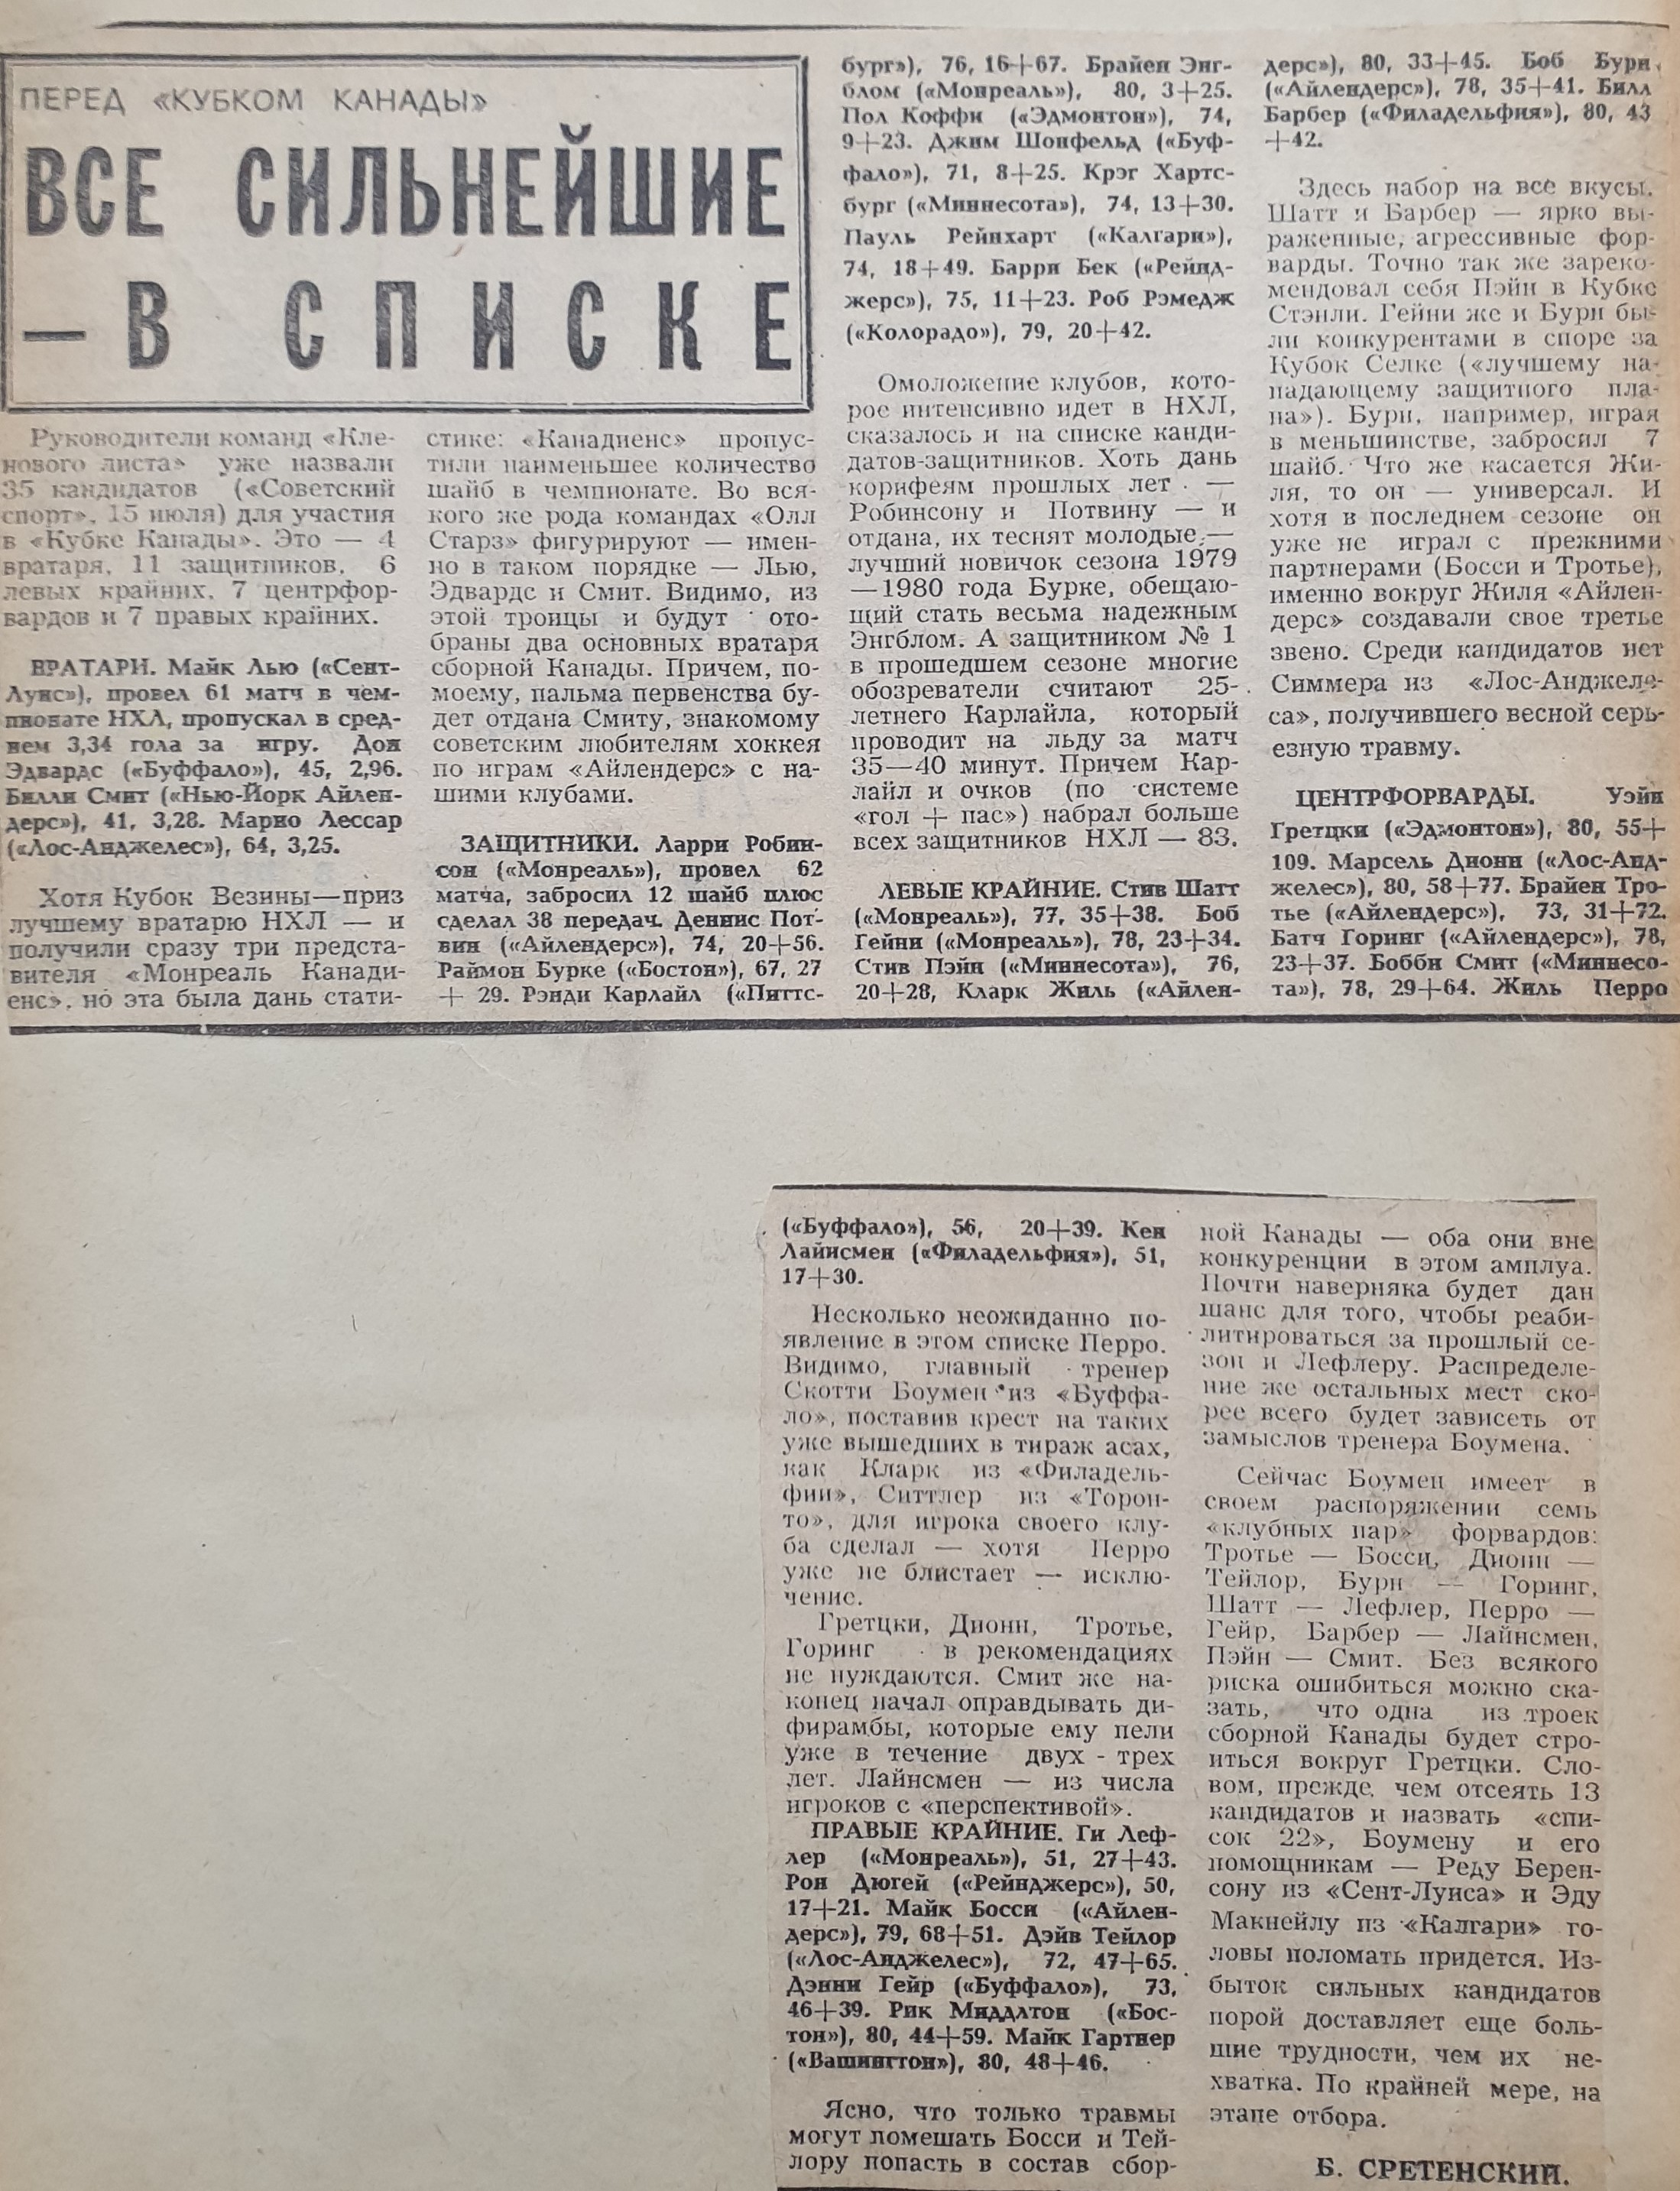 ПЕРЕД «КУБКОМ КАНАДЫ»
ВСЕ СИЛЬНЕЙШИЕ
— В СПИСКЕ
Руководители команд «Кле-
нового листа» уже назвали
35 кандидатов («Советский
спорт», 15 июля) для участия
в «Кубке Канады». Это — 4
вратаря, 11 защитников, 6
левых крайних, 7 центрфор-
вардов и 7 правых крайних.
ВРАТАРИ. Майк Лью («Сент-
Луис»), провел 61 матч в чем-
пионате НХЛ, пропускал в сред-
нем 3,34 гола за игру. Дон
Эдвардс («Буффало»), 45, 2,96.
Билли Смит («Нью-Йорк Айлен-
дерс»), 41, 3,28. Марио Лессар
(«Лос-Анджелес»), 64, 3,25.
Хотя Кубок Везины—приз
лучшему вратарю НХЛ — и
получили сразу три предста-
вителя «Монреаль Канади-
енс», но эта была дань стати-
стике: «Канадиенс» пропус-
тили наименьшее количество
шайб в чемпионате. Во вся-
кого же рода командах «Олл
Старз» фигурируют — имен-
но в таком порядке — Лью,
Эдвардс и Смит. Видимо, из
этой троицы и будут ото-
браны два основных вратаря
сборной Канады. Причем, по-
моему, пальма первенства бу-
дет отдана Смиту, знакомому
советским любителям хоккея
по играм «Айлендерс» с на-
шими клубами.
ЗАЩИТНИКИ. Ларри Робин-
сон («Монреаль»), провел 62
матча, забросил 12 шайб плюс
сделал 38 передач. Деннис Пот-
вин («Айлендерс»), 74, 20+56.
Раймон Бурке («Бостон»), 67, 27
+ 29. Рэнди Карлайл («Питтс-
бург»), 76, 16+67. Брайен Энг-
блом («Монреаль»), 80, 3+25.
Пол Коффи («Эдмонтон»), 74,
9+23. Джим Шонфельд («Буф-
фало»), 71, 8+25. Крэг Хартс-
бург («Миннесота»), 74, 13+30.
Пауль Рейнхарт («Калгари»),
74, 18+49. Барри Бек («Рейнд-
жерс»), 75, 11+23. Роб Рэмедж
(«Колорадо»), 79, 20+42.
Омоложение клубов, кото-
рое интенсивно идет в НХЛ,
сказалось и на списке канди-
датов-защитников. Хоть дань
корифеям прошлых лет —
Робинсону и Потвину — и
отдана, их теснят молодые,—
лучший новичок сезона 1979
—1980 года Бурке, обещаю-
щий стать весьма надежным
Энгблом. А защитником № 1
в прошедшем сезоне многие
обозреватели считают 25-
летнего Карлайла, который
проводит на льду за матч
35—40 минут. Причем Кар-
лайл и очков (по системе
«гол + пас») набрал больше
всех защитников НХЛ — 83.
ЛЕВЫЕ КРАЙНИЕ. Стив Шатт
(«Монреаль»), 77, 35+38. Боб
Гейни («Монреаль»), 78, 23+34.
Стив Пэйн («Миннесота»), 76,
20+28, Кларк Жиль («Айлен-
дерс»), 80, 33+45. Боб Бурн
(«Айлендерс»), 78, 35+41. Билл
Барбер («Филадельфия»), 80, 43
+42.
Здесь набор на все вкусы.
Шатт и Барбер — ярко вы-
раженные, агрессивные фор-
варды. Точно так же зареко-
мендовал себя Пэйн в Кубке
Стэнли. Гейни же и Бурн бы-
ли конкурентами в споре за
Кубок Селке («лучшему на-
падающему защитного пла-
на»). Бурн, например, играя
в меньшинстве, забросил 7
шайб. Что же касается Жи-
ля, то он — универсал. И
хотя в последнем сезоне он
уже не играл с прежними
партнерами (Босси и Тротье),
именно вокруг Жиля «Айлен-
дерс» создавали свое третье
звено. Среди кандидатов нет
Симмера из «Лос-Анджеле-
са», получившего весной серь-
езную травму.
ЦЕНТРФОРВАРДЫ. Уэйн
Гретцки («Эдмонтон»), 80, 55+
109. Марсель Дионн («Лос-Анд-
желес»), 80, 58+77. Брайен Тро-
тье («Айлендерс»), 73, 31+72.
Батч Горинг («Айлендерс»), 78,
23+37. Бобби Смит («Миннесо-
та»), 78, 29+64. Жиль Перро
(«Буффало»), 56, 20+39. Кен
Лайнсмен («Филадельфия»), 51,
17+30.
Несколько неожиданно по-
явление в этом списке Перро.
Видимо, главный тренер
Скотти Боумен из «Буффа-
ло», поставив крест на таких
уже вышедших в тираж асах,
как Кларк из «Филадель-
фии», Ситтлер из «Торон-
то», для игрока своего клу-
ба сделал — хотя Перро
уже не блистает — исклю-
чение.
Гретцки, Дионн, Тротье,
Горинг в рекомендациях
не нуждаются. Смит же на-
конец начал оправдывать ди-
фирамбы, которые ему пели
уже в течение двух - трех
лет. Лайнсмен — из числа
игроков с «перспективой».
ПРАВЫЕ КРАЙНИЕ. Ги Леф-
лер («Монреаль»), 51, 27+43.
Рон Дюгей («Рейнджерс»), 50,
17+21. Майк Босси («Айлен-
дерс»), 79, 68+51. Дэйв Тейлор
(«Лос-Анджелес»), 72, 47+65.
Дэнни Гейр («Буффало»), 73,
46+39. Рик Миддлтон («Бос-
тон»), 80, 44+59. Майк Гартнер
(«Вашингтон»), 80, 48+46.
Ясно, что только травмы
могут помешать Босси и Тей-
лору попасть в состав сбор-
ной Канады — оба они вне
конкуренции в этом амплуа.
Почти наверняка будет дан
шанс для того, чтобы реаби-
литироваться за прошлый се-
зон и Лефлеру. Распределе-
ние же остальных мест ско-
рее всего будет зависеть от
замыслов тренера Боумена.
Сейчас Боумен имеет в
своем распоряжении семь
«клубных пар» форвардов:
Тротье — Босси, Дионн —
Тейлор, Бурн — Горинг,
Шатт — Лефлер, Перро —
Гейр, Барбер — Лайнсмен,
Пэйн — Смит. Без всякого
риска ошибиться можно ска-
зать, что одна из троек
сборной Канады будет стро-
иться вокруг Гретцки. Сло-
вом, прежде, чем отсеять 13
кандидатов и назвать «спи-
сок 22», Боумену и его
помощникам — Реду Берен-
сону из «Сент-Луиса» и Эду
Макнейлу из «Калгари» го-
ловы поломать придется. Из-
быток сильных кандидатов
порой доставляет еще боль-
шие трудности, чем их не-
хватка. По крайней мере, на
этапе отбора.
Б. СРЕТЕНСКИЙ.